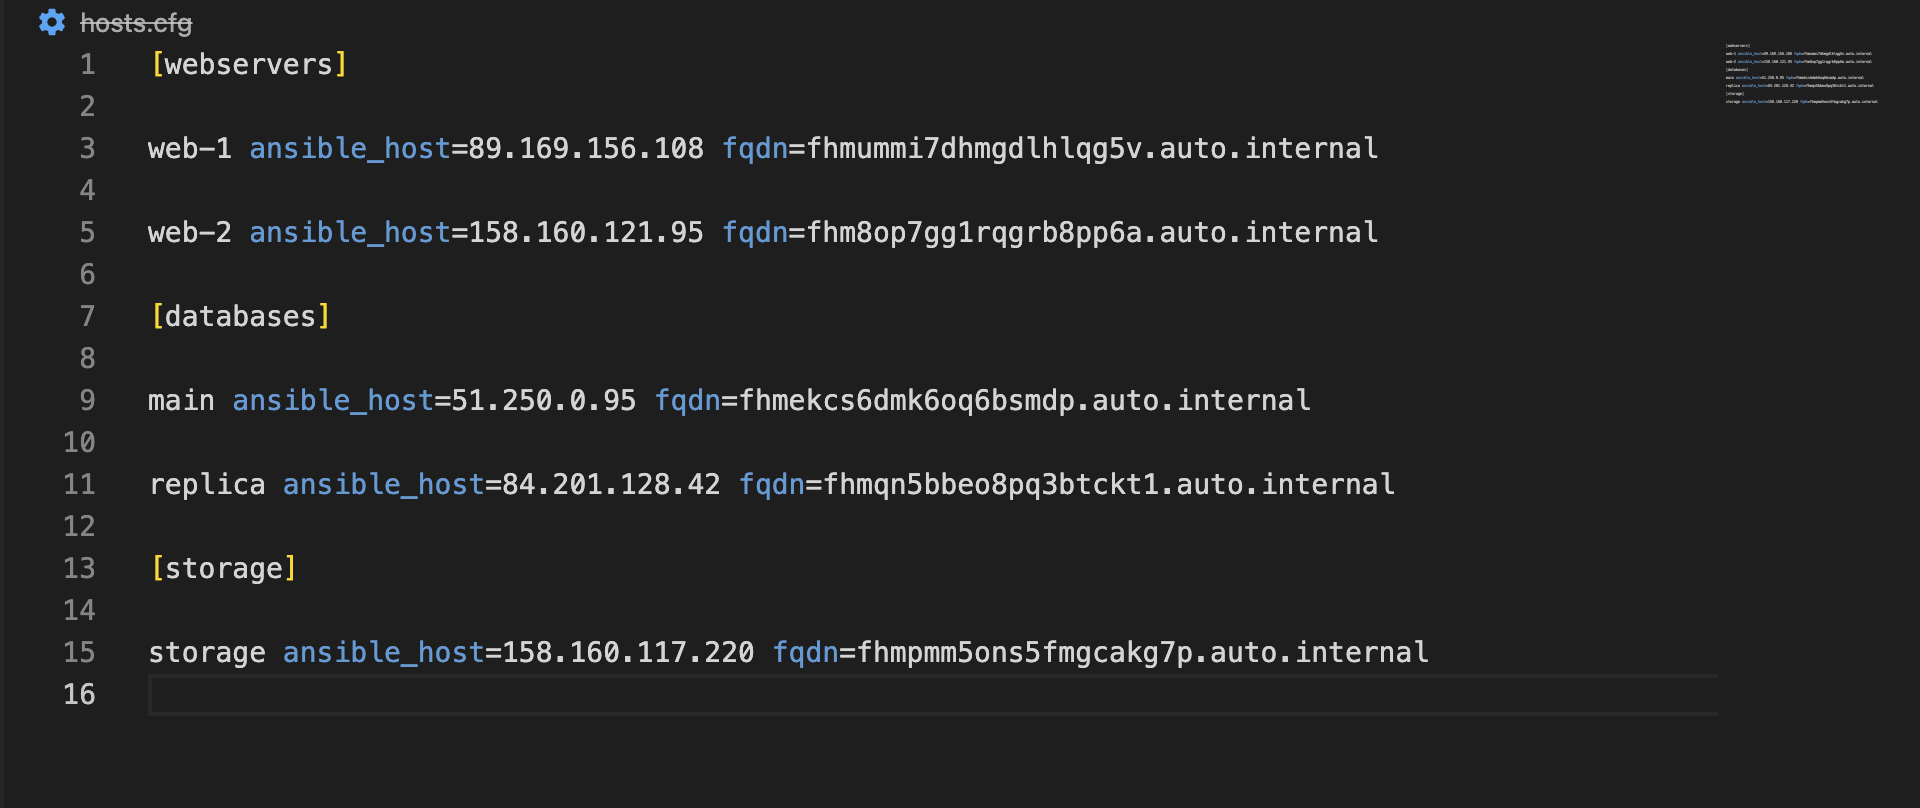 hosts.cfg
1 [webservers]
2
3 web-1 ansible_host=89.169.156.108 fqdn=fhmummi7dhmgdlhlqg5v.auto.internal
4
5 web-2 ansible_host=158.160.121.95 fqdn=fhm8op7gg1rqgrb8pp6a.auto.internal
6
7 [databases]
8
9 main ansible_host=51.250.0.95 fqdn=fhmekcs6dmk6oq6bsmdp.auto.internal
10
11 replica ansible_host=84.201.128.42 fqdn=fhmqn5bbeo8pq3btckt1.auto.internal
12
13 [storage]
14
15 storage ansible_host=158.160.117.220 fqdn=fhmpmm5ons5fmgcakg7p.auto.internal
16